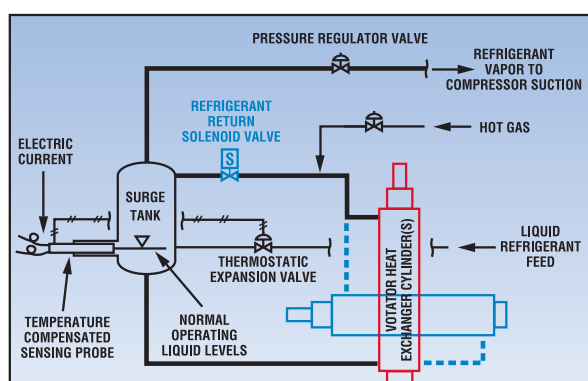 PRESSURE REGULATOR VALVE
REFRIGERANT
VAPOR TO
COMPRESSOR SUCTION
REFRIGERANT
RETURN
SOLENOID VALVE
S
HOT GAS
ELECTRIC
CURRENT
SURGE
TANK
THERMOSTATIC
EXPANSION VALVE
VOTATOR HEAT
EXCHANGER CYLINDER(S)
LIQUID
REFRIGERANT
FEED
TEMPERATURE
COMPENSATED
SENSING PROBE
NORMAL
OPERATING
LIQUID LEVELS